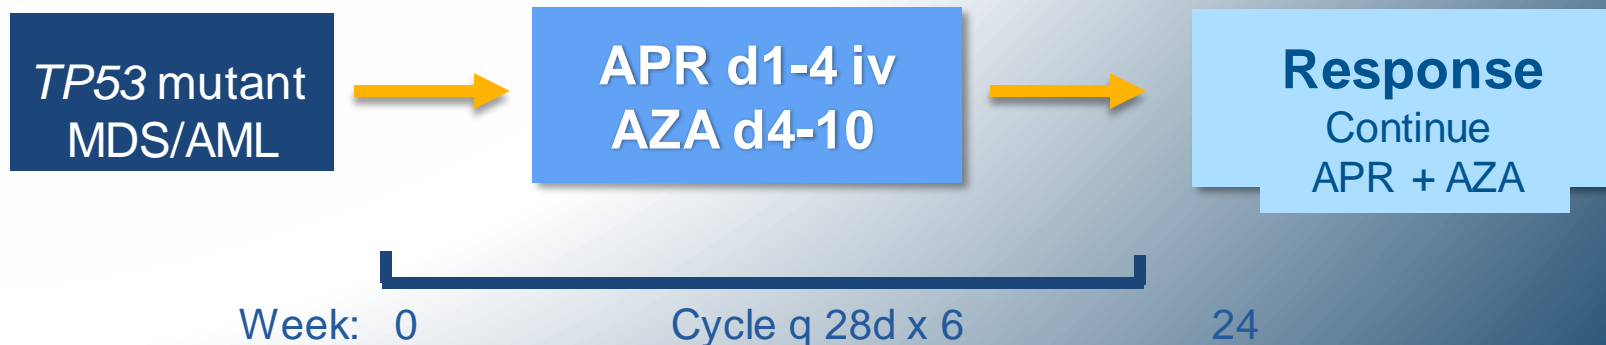 TP53 mutant
MDS/AML
APR d1-4 iv
AZA d4-10
Response
Continue
APR + AZA
Week: 0 Cycle q 28d x 6 24